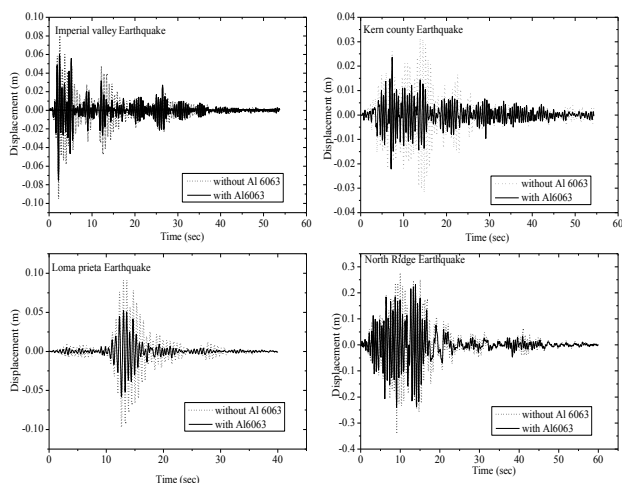 Imperial valley Earthquake
0.10
0.08
0.06
0.04
0.02
0.00
-0.02
-0.04
-0.06
-0.08
-0.10
Displacement (m)
without Al 6063
with Al6063
0 10 20 30 40 50 60
Time (sec)
Kern county Earthquake
0.04
0.03
0.02
0.01
0.00
-0.01
-0.02
-0.03
-0.04
Displacement (m)
without Al 6063
with Al6063
0 10 20 30 40 50 60
Time (sec)
Loma prieta Earthquake
0.10
0.05
0.00
-0.05
-0.10
Displacement (m)
without Al 6063
with Al6063
0 10 20 30 40
Time (sec)
North Ridge Earthquake
0.3
0.2
0.1
0.0
-0.1
-0.2
-0.3
-0.4
Displacement (m)
without Al 6063
with Al6063
0 10 20 30 40 50 60
Time (sec)